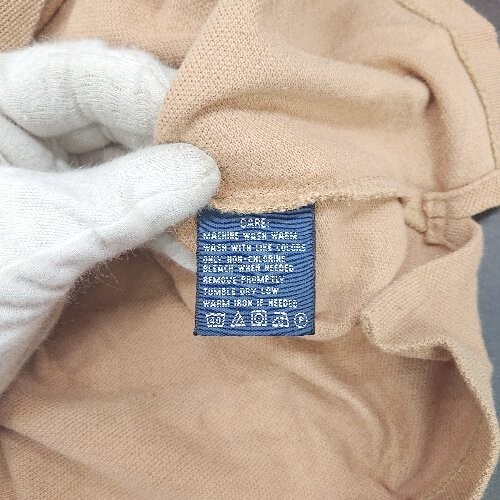 CARE:
MACHINE WASH WARM
WASH WITH LIKE COLORS
ONLY NON-CHLORINE
BLEACH WHEN NEEDED
REMOVE PROMPTLY
TUMBLE DRY LOW
WARM IRON IF NEEDED
40 P